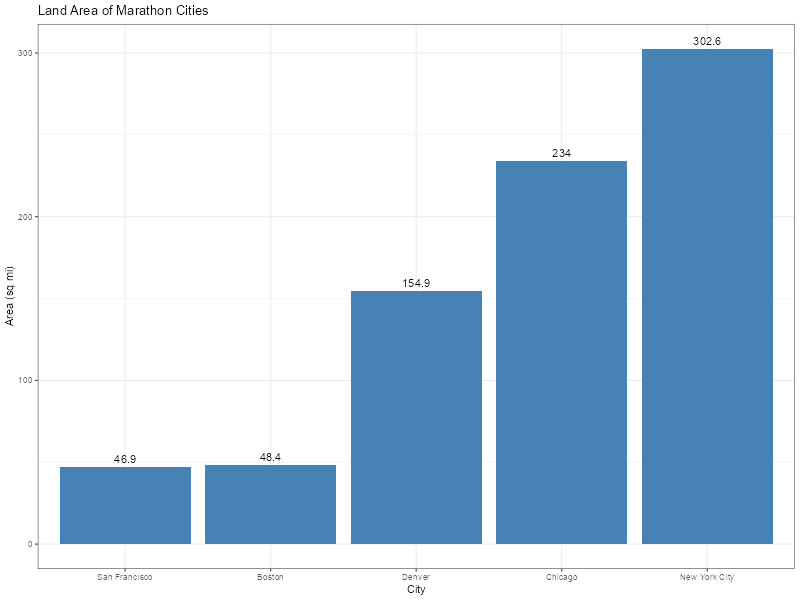 Land Area of Marathon Cities
302.6
300
234
200
154.9
100
46.9
48.4
0
Area (sq mi)
San Francisco
Boston
Denver
Chicago
New York City
City